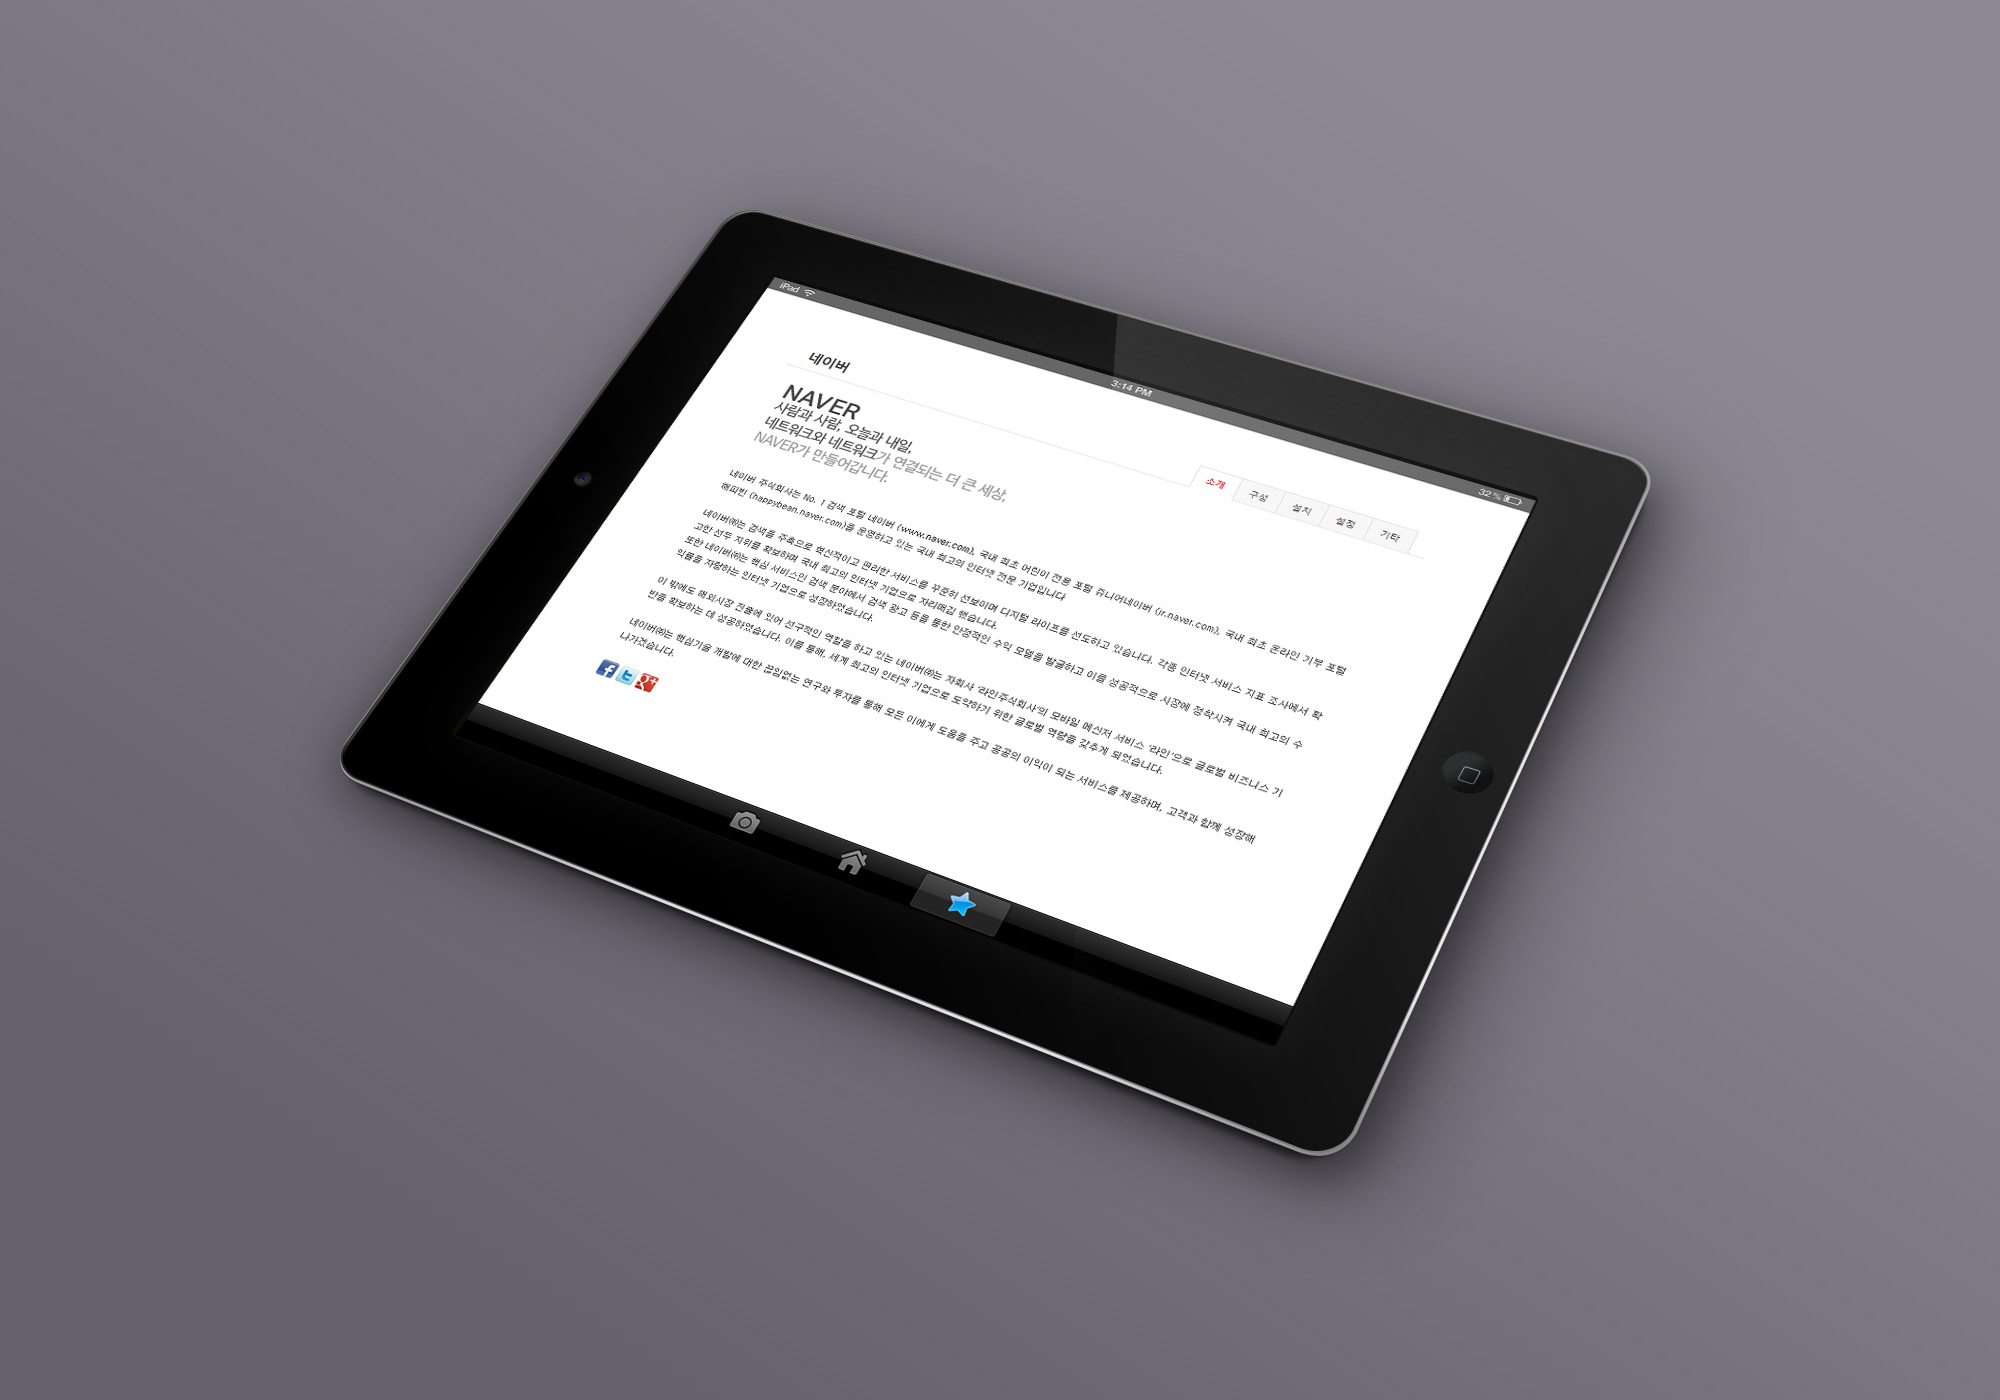 iPad
3:14 PM
32 %
네이버
소개
구성
설치
설정
기타
NAVER
사람과 사람, 오늘과 내일,
네트워크와 네트워크가 연결되는 더 큰 세상,
NAVER가 만들어갑니다.
네이버 주식회사는 No. 1 검색 포털 네이버 (www.naver.com), 국내 최초 어린이 전용 포털 쥬니어네이버 (jr.naver.com), 국내 최초 온라인 기부 포털
해피빈 (happybean.naver.com)을 운영하고 있는 국내 최고의 인터넷 전문 기업입니다
네이버㈜는 검색을 주축으로 혁신적이고 편리한 서비스를 꾸준히 선보이며 디지털 라이프를 선도하고 있습니다. 각종 인터넷 서비스 지표 조사에서 확
고한 선두 지위를 확보하며 국내 최고의 인터넷 기업으로 자리매김 했습니다.
또한 네이버㈜는 핵심 서비스인 검색 분야에서 검색 광고 등을 통한 안정적인 수익 모델을 발굴하고 이를 성공적으로 시장에 정착시켜 국내 최고의 수
익률을 자랑하는 인터넷 기업으로 성장하였습니다.
이 밖에도 해외시장 진출에 있어 선구적인 역할을 하고 있는 네이버㈜는 자회사 '라인주식회사'의 모바일 메신저 서비스 '라인'으로 글로벌 비즈니스 기
반을 확보하는 데 성공하였습니다. 이를 통해, 세계 최고의 인터넷 기업으로 도약하기 위한 글로벌 역량을 갖추게 되었습니다.
네이버㈜는 핵심기술 개발에 대한 끊임없는 연구와 투자를 통해 모든 이에게 도움을 주고 공공의 이익이 되는 서비스를 제공하며, 고객과 함께 성장해
나가겠습니다.